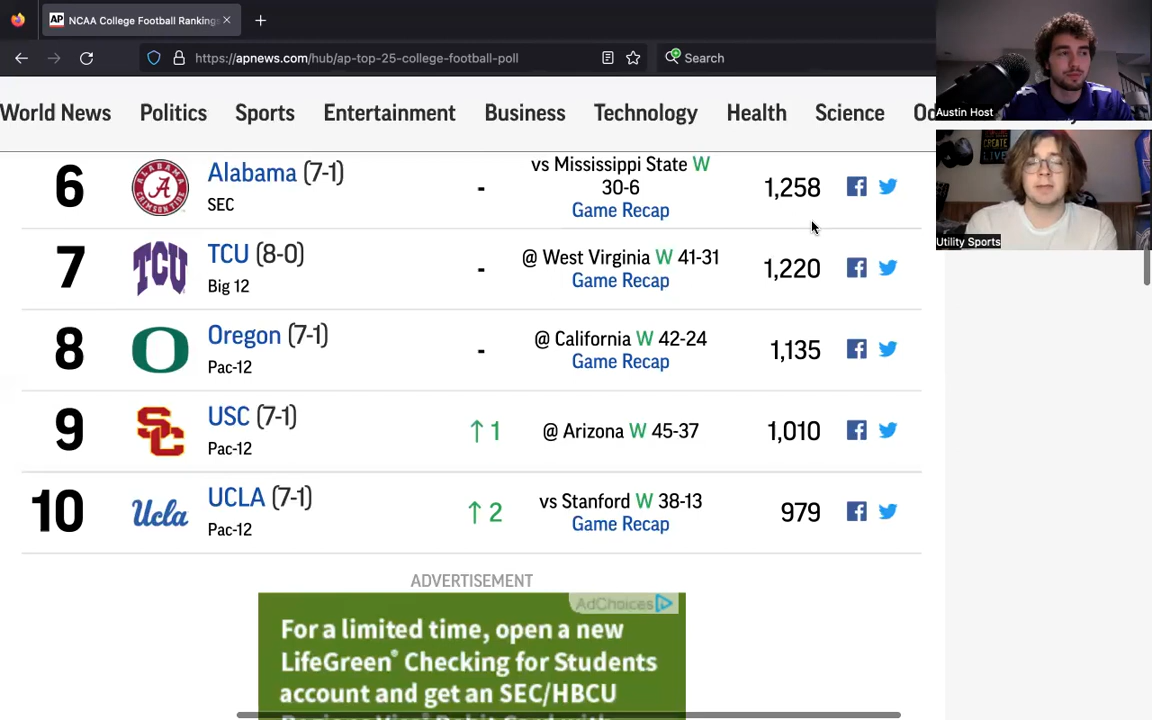 AP NCAA College Football Rankings
https://apnews.com/hub/ap-top-25-college-football-poll
Search
World News Politics Sports Entertainment Business Technology Health Science
Austin Host
CREATE
LIVE
Utility Sports
6 Alabama (7-1) - vs Mississippi State W 1,258
30-6
SEC Game Recap
7 TCU (8-0) - @ West Virginia W 41-31 1,220
Big 12 Game Recap
8 Oregon (7-1) - @ California W 42-24 1,135
Pac-12 Game Recap
9 USC (7-1) ↑ 1 @ Arizona W 45-37 1,010
Pac-12
10 Ucla UCLA (7-1) ↑ 2 vs Stanford W 38-13 979
Pac-12 Game Recap
ADVERTISEMENT
AdChoices
For a limited time, open a new
LifeGreen® Checking for Students
account and get an SEC/HBCU